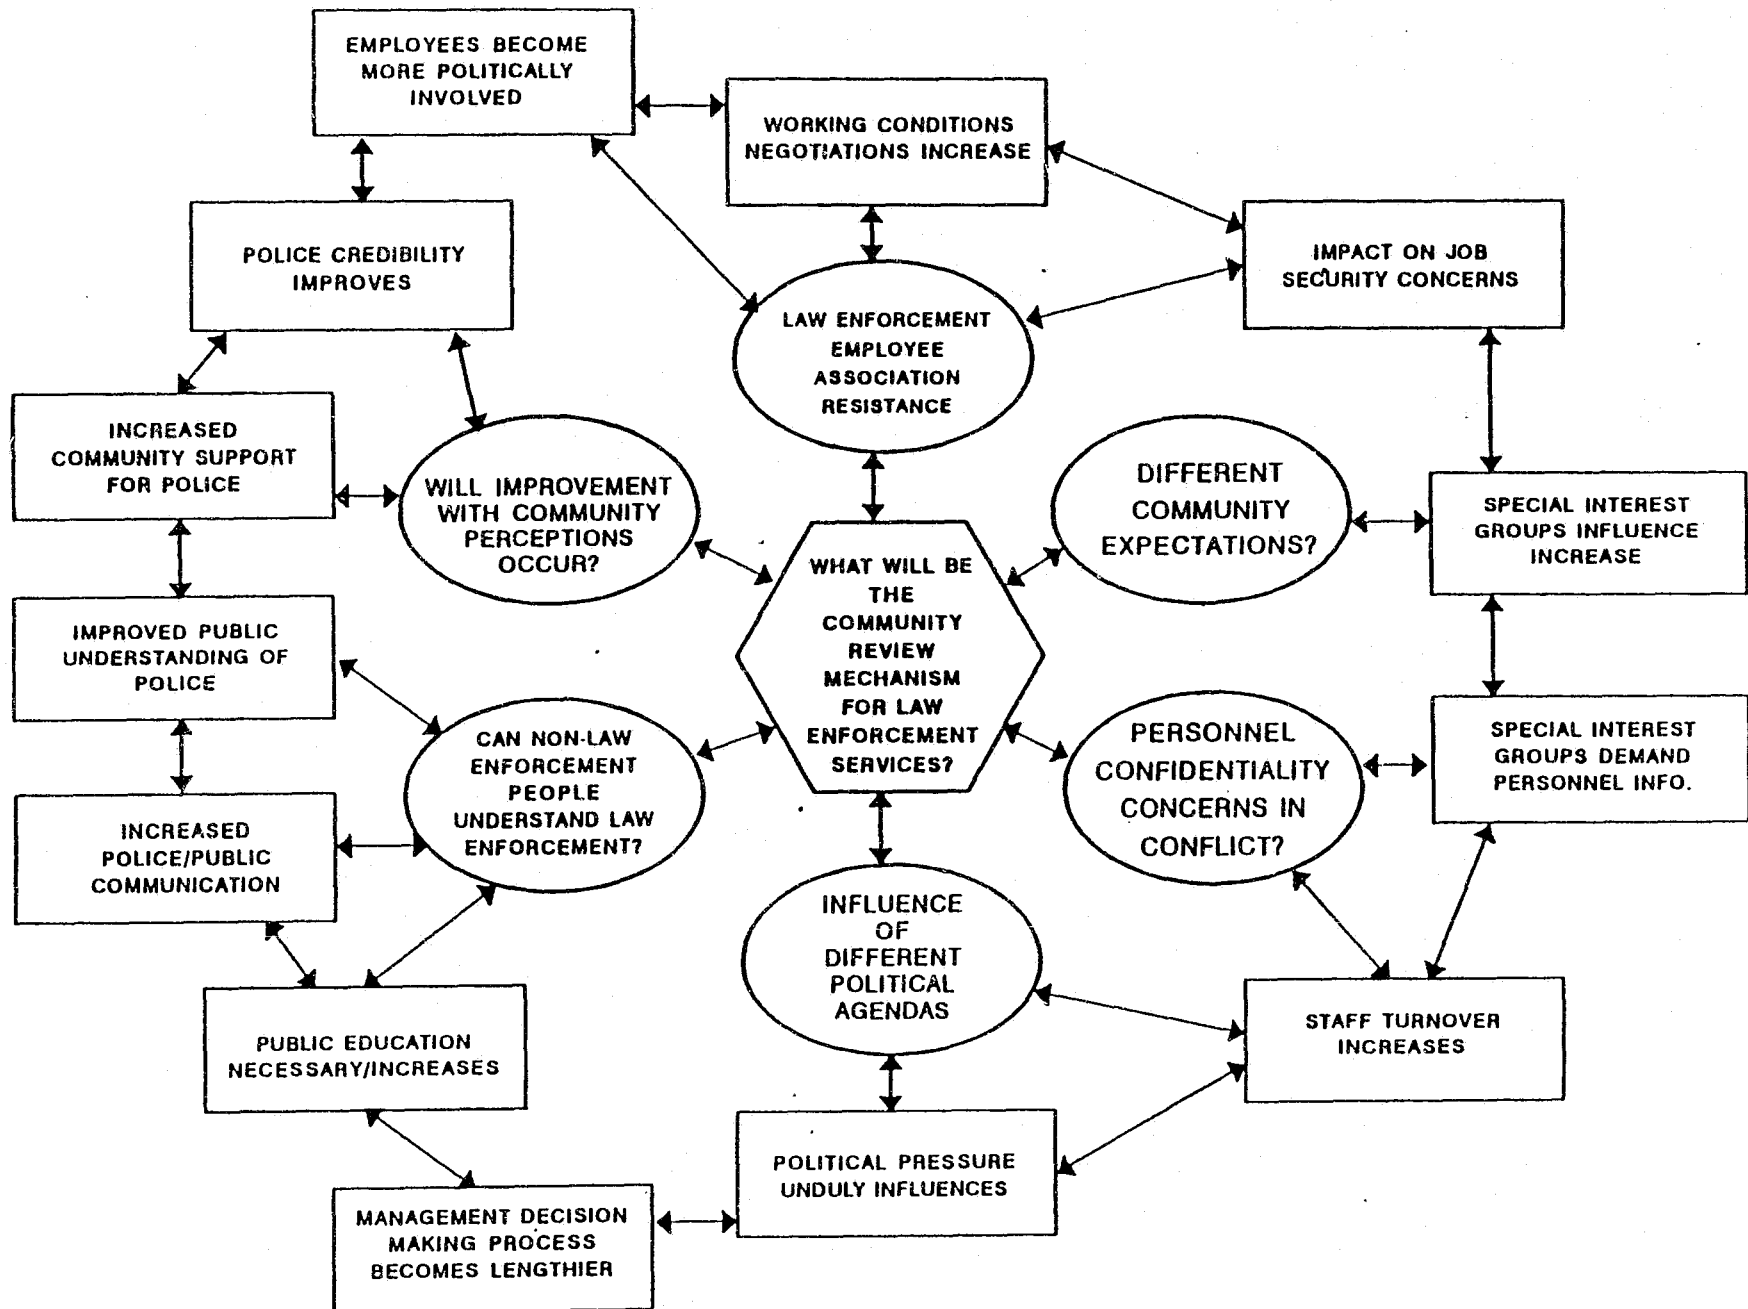 EMPLOYEES BECOME
MORE POLITICALLY
INVOLVED
WORKING CONDITIONS
NEGOTIATIONS INCREASE
POLICE CREDIBILITY
IMPROVES
IMPACT ON JOB
SECURITY CONCERNS
LAW ENFORCEMENT
EMPLOYEE
ASSOCIATION
RESISTANCE
INCREASED
COMMUNITY SUPPORT
FOR POLICE
WILL IMPROVEMENT
WITH COMMUNITY
PERCEPTIONS
OCCUR?
DIFFERENT
COMMUNITY
EXPECTATIONS?
SPECIAL INTEREST
GROUPS INFLUENCE
INCREASE
WHAT WILL BE
THE
COMMUNITY
REVIEW
MECHANISM
FOR LAW
ENFORCEMENT
SERVICES?
IMPROVED PUBLIC
UNDERSTANDING OF
POLICE
CAN NON-LAW
ENFORCEMENT
PEOPLE
UNDERSTAND LAW
ENFORCEMENT?
PERSONNEL
CONFIDENTIALITY
CONCERNS IN
CONFLICT?
SPECIAL INTEREST
GROUPS DEMAND
PERSONNEL INFO.
INCREASED
POLICE/PUBLIC
COMMUNICATION
INFLUENCE
OF
DIFFERENT
POLITICAL
AGENDAS
PUBLIC EDUCATION
NECESSARY/INCREASES
STAFF TURNOVER
INCREASES
POLITICAL PRESSURE
UNDULY INFLUENCES
MANAGEMENT DECISION
MAKING PROCESS
BECOMES LENGTHIER